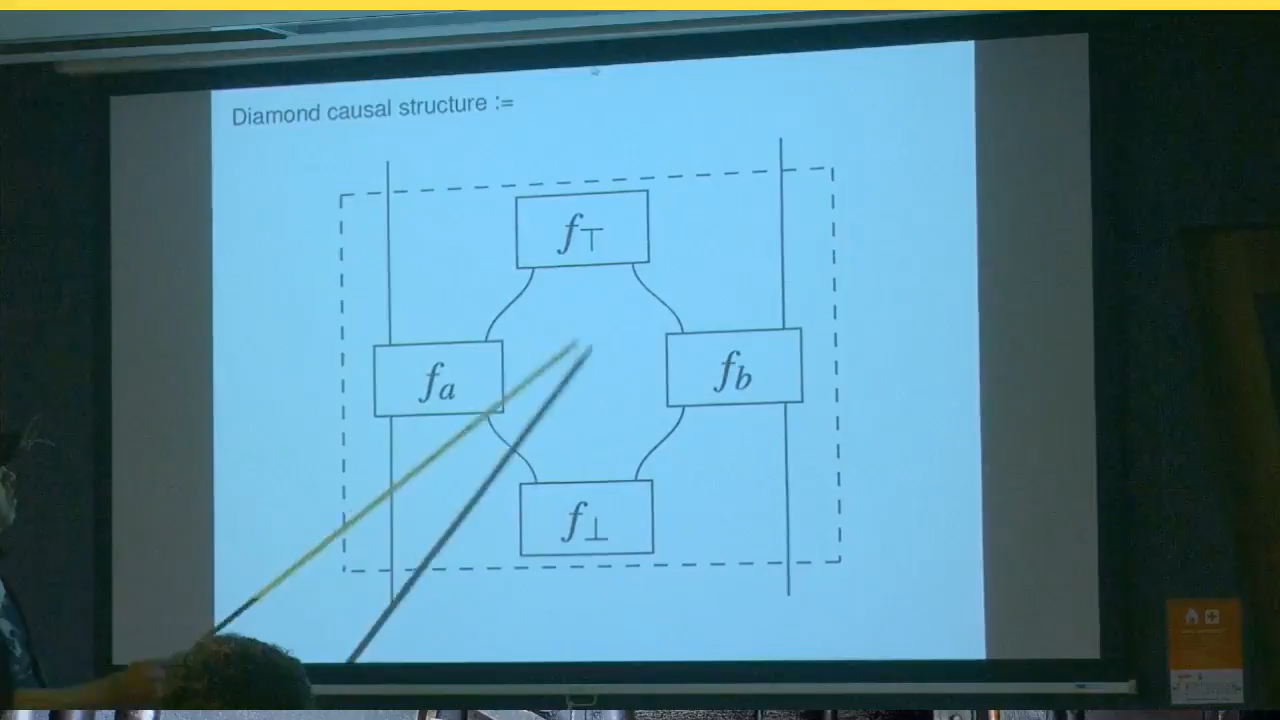 Diamond causal structure :=
f⊤
fa
fb
f⊥